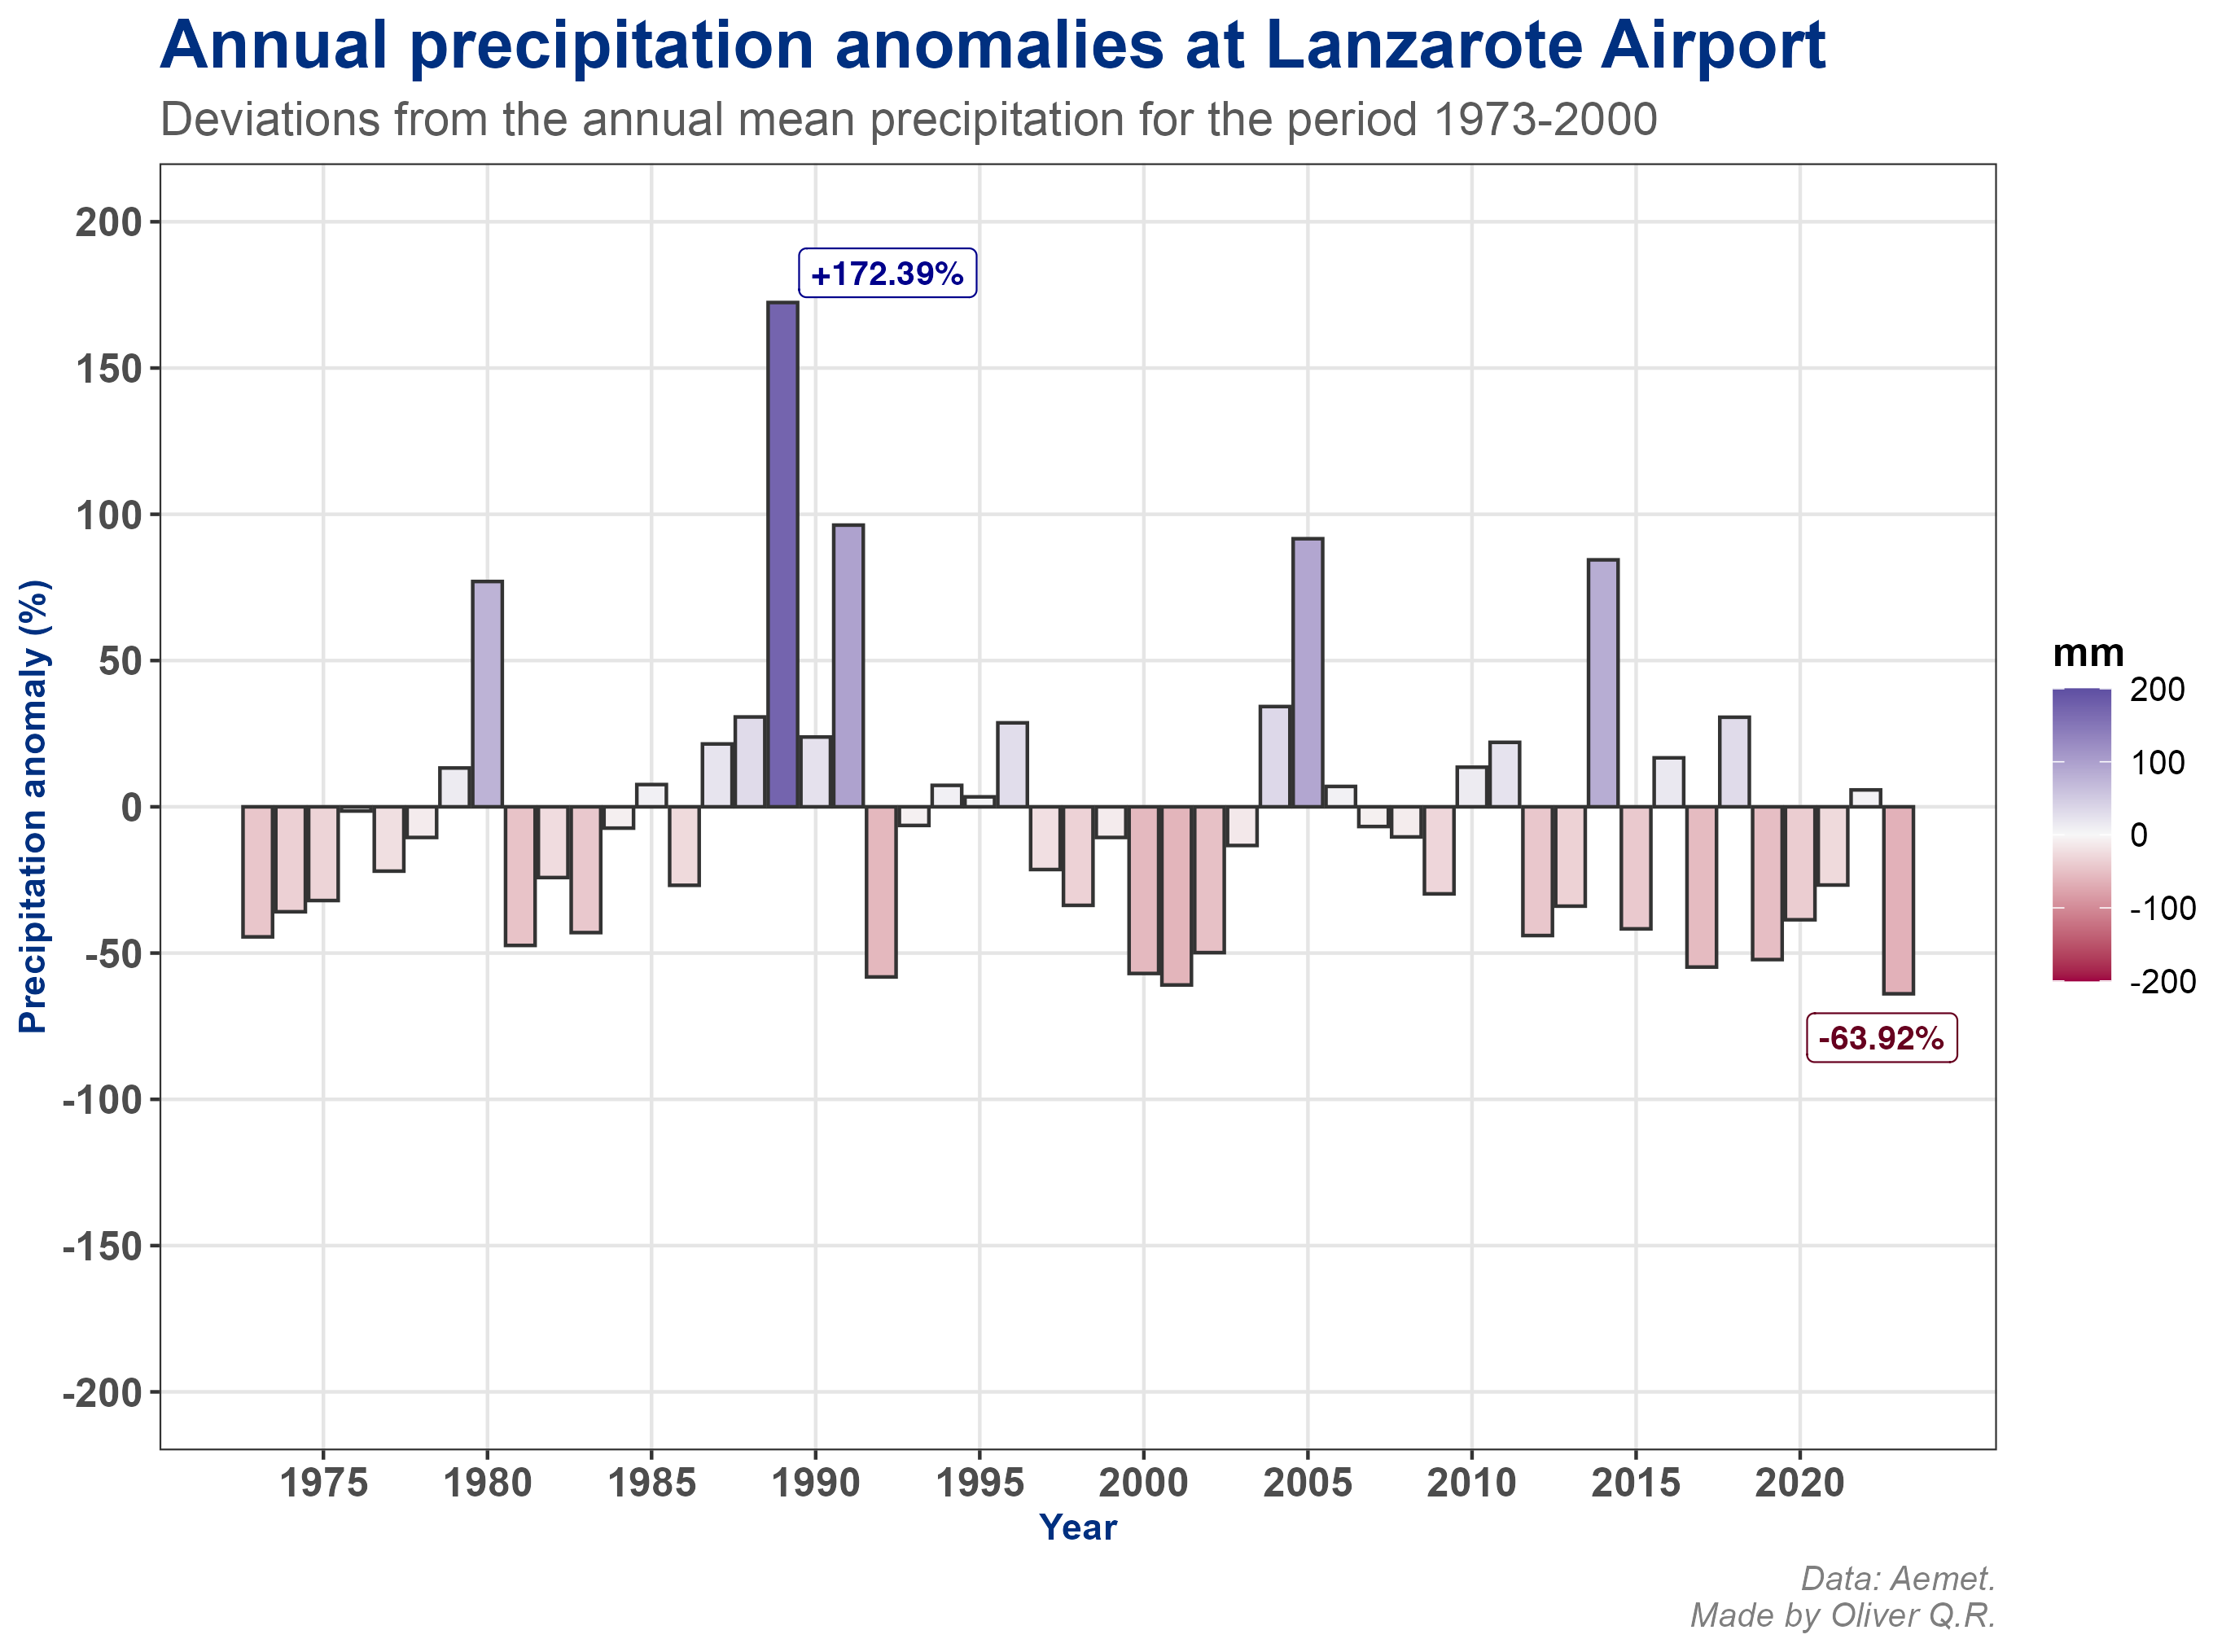 Annual precipitation anomalies at Lanzarote Airport
Deviations from the annual mean precipitation for the period 1973-2000
Precipitation anomaly (%)
200
150
100
50
0
-50
-100
-150
-200
+172.39%
-63.92%
mm
200
100
0
-100
-200
1975 1980 1985 1990 1995 2000 2005 2010 2015 2020
Year
Data: Aemet.
Made by Oliver Q.R.